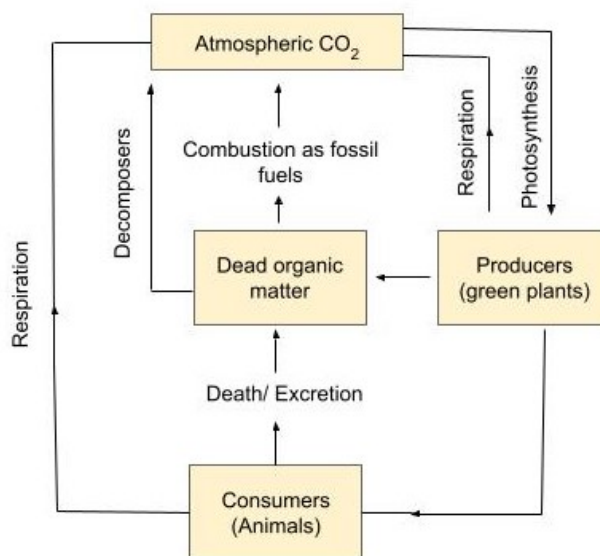 Atmospheric CO₂
Respiration
Decomposers
Combustion as fossil
fuels
Respiration
Photosynthesis
Dead organic
matter
Producers
(green plants)
Death/ Excretion
Consumers
(Animals)